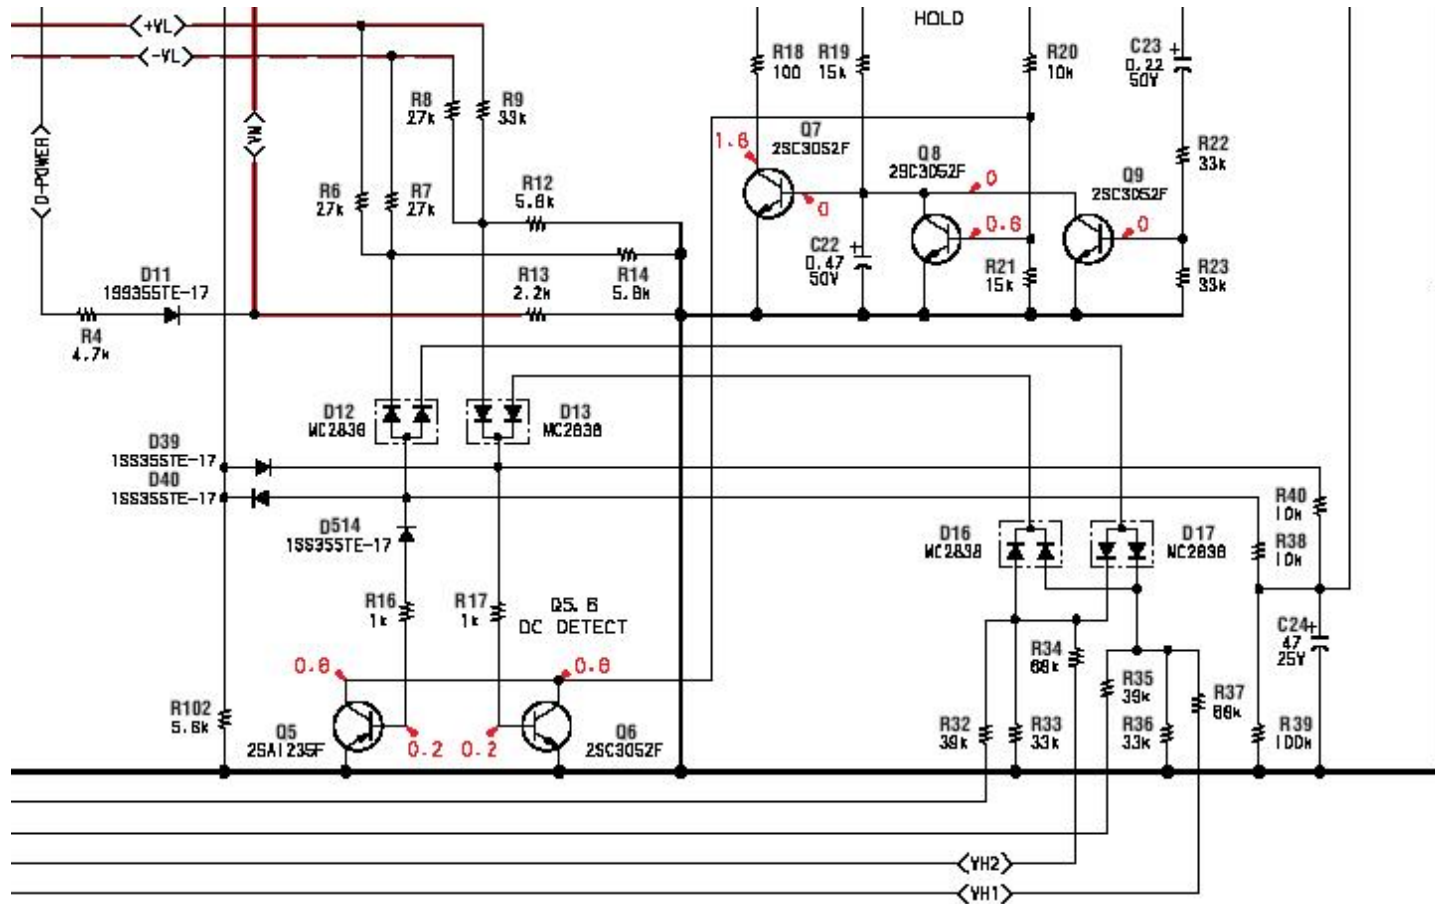 HOLD
+VL
-VL
D-POWER
VN
R18
100
R19
15k
R20
10k
C23
0.22
50V
R8
27k
R9
33k
1.6
Q7
2SC3052F
Q8
2SC3052F
R22
33k
R6
27k
R7
27k
R12
5.6k
0
0
Q9
2SC3052F
0.6
0
C22
0.47
50V
D11
1SS355TE-17
R13
2.2k
R14
5.6k
R21
15k
R23
33k
R4
4.7k
D12
MC2838
D13
MC2838
D39
1SS355TE-17
D40
1SS355TE-17
D514
1SS355TE-17
D16
MC2838
D17
MC2838
R40
10k
R38
10k
R16
1k
R17
1k
Q5, 6
DC DETECT
C24
47
25V
R34
68k
0.6
0.6
R102
5.6k
Q5
2SA1235F
0.2
0.2
Q6
2SC3052F
R32
39k
R33
33k
R35
39k
R36
33k
R37
68k
R39
100k
VH2
VH1